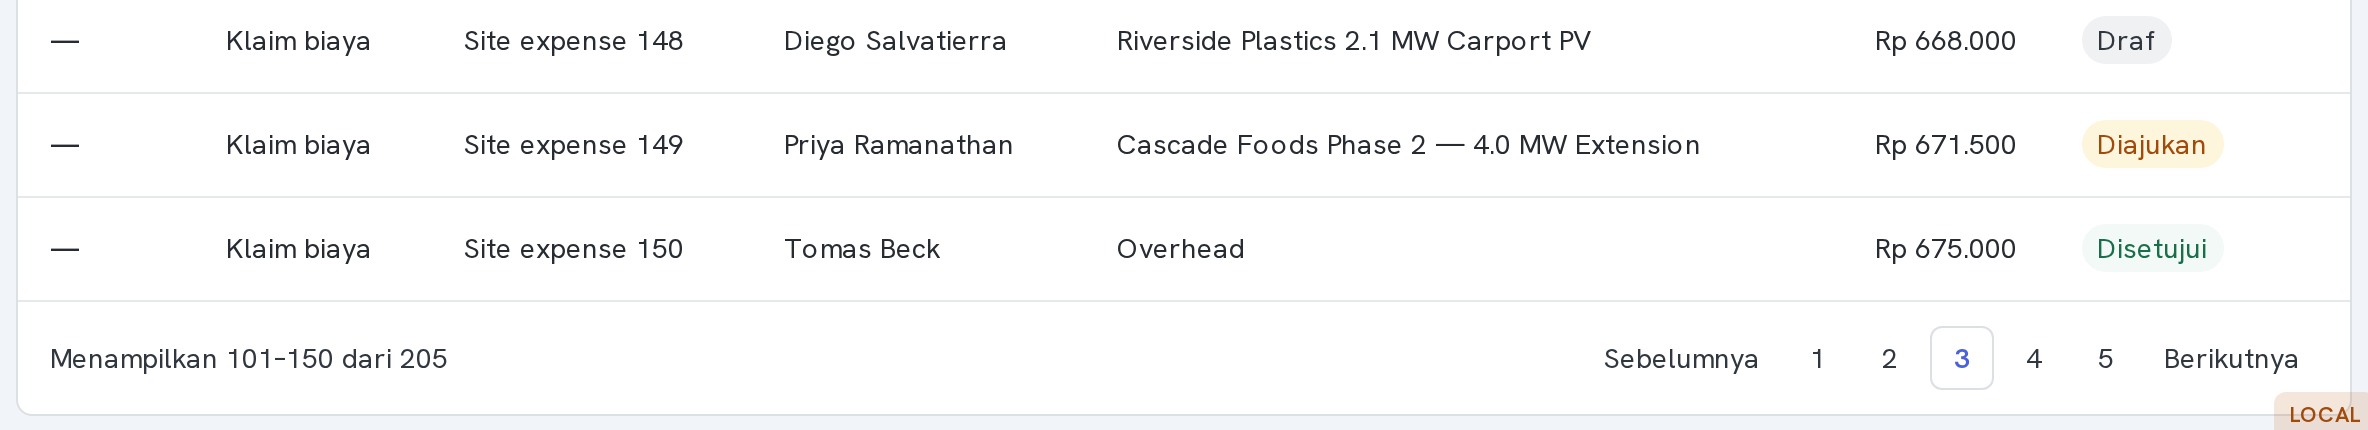 — Klaim biaya Site expense 148 Diego Salvatierra Riverside Plastics 2.1 MW Carport PV Rp 668.000 Draf
— Klaim biaya Site expense 149 Priya Ramanathan Cascade Foods Phase 2 — 4.0 MW Extension Rp 671.500 Diajukan
— Klaim biaya Site expense 150 Tomas Beck Overhead Rp 675.000 Disetujui
Menampilkan 101–150 dari 205 Sebelumnya 1 2 3 4 5 Berikutnya
LOCAL